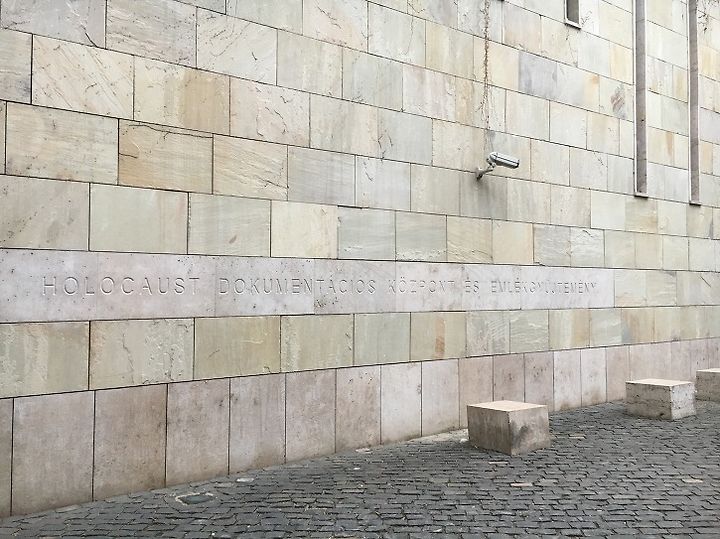 HOLOCAUST DOKUMENTÁCIÓS KÖZPONT ÉS EMLÉKGYŰJTEMÉNY